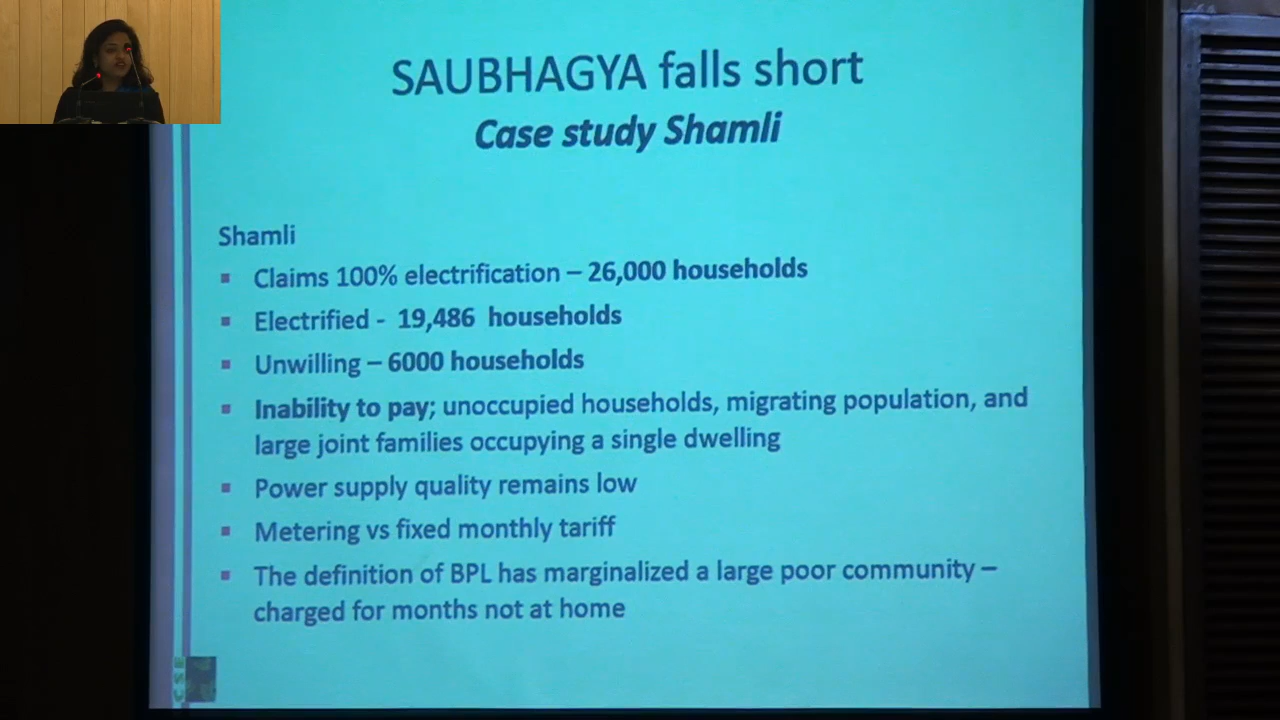 SAUBHAGYA falls short
Case study Shamli
Shamli
▪ Claims 100% electrification – 26,000 households
▪ Electrified - 19,486 households
▪ Unwilling – 6000 households
▪ Inability to pay; unoccupied households, migrating population, and
large joint families occupying a single dwelling
▪ Power supply quality remains low
▪ Metering vs fixed monthly tariff
▪ The definition of BPL has marginalized a large poor community –
charged for months not at home
CSE